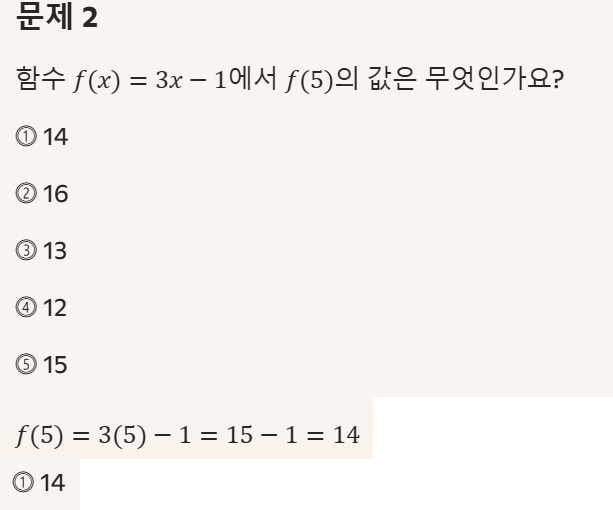 문제 2
함수 f(x) = 3x − 1에서 f(5)의 값은 무엇인가요?
① 14
② 16
③ 13
④ 12
⑤ 15
f(5) = 3(5) − 1 = 15 − 1 = 14
① 14